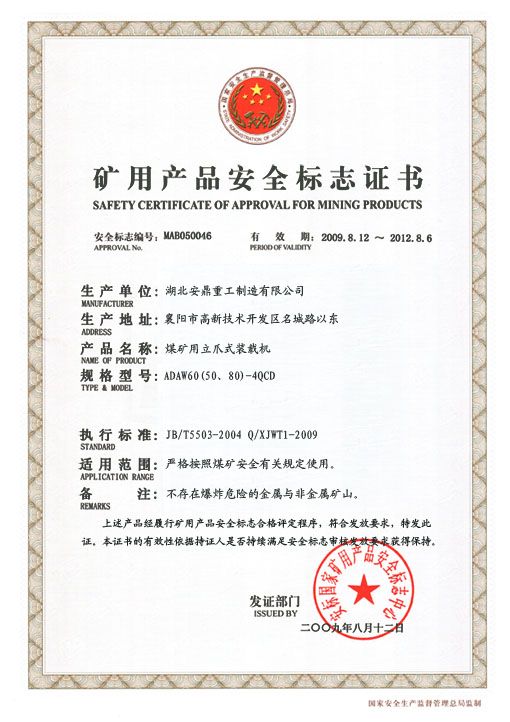 国家安全生产监督管理总局
STATE ADMINISTRATION OF WORK SAFETY
矿用产品安全标志证书
SAFETY CERTIFICATE OF APPROVAL FOR MINING PRODUCTS
安全标志编号: MAB050046 有 效 期: 2009.8.12 ～ 2012.8.6
APPROVAL No. PERIOD OF VALIDITY
生产单位: 湖北安鼎重工制造有限公司
MANUFACTURER
生产地址: 襄阳市高新技术开发区名城路以东
ADDRESS
产品名称: 煤矿用立爪式装载机
NAME OF PRODUCT
规格型号: ADAW60(50、80)-4QCD
TYPE & MODEL
执行标准: JB/T5503-2004 Q/XJWT1-2009
STANDARD
适用范围: 严格按照煤矿安全有关规定使用。
APPLICATION RANGE
备 注: 不存在爆炸危险的金属与非金属矿山。
REMARKS
上述产品经履行矿用产品安全标志合格评定程序，符合发放要求，特发此
证。本证书的有效性依据持证人是否持续满足安全标志审核发放要求获得保持。
安标国家矿用产品安全标志中心
发证部门
ISSUED BY
二〇〇九年八月十二日
国家安全生产监督管理总局监制